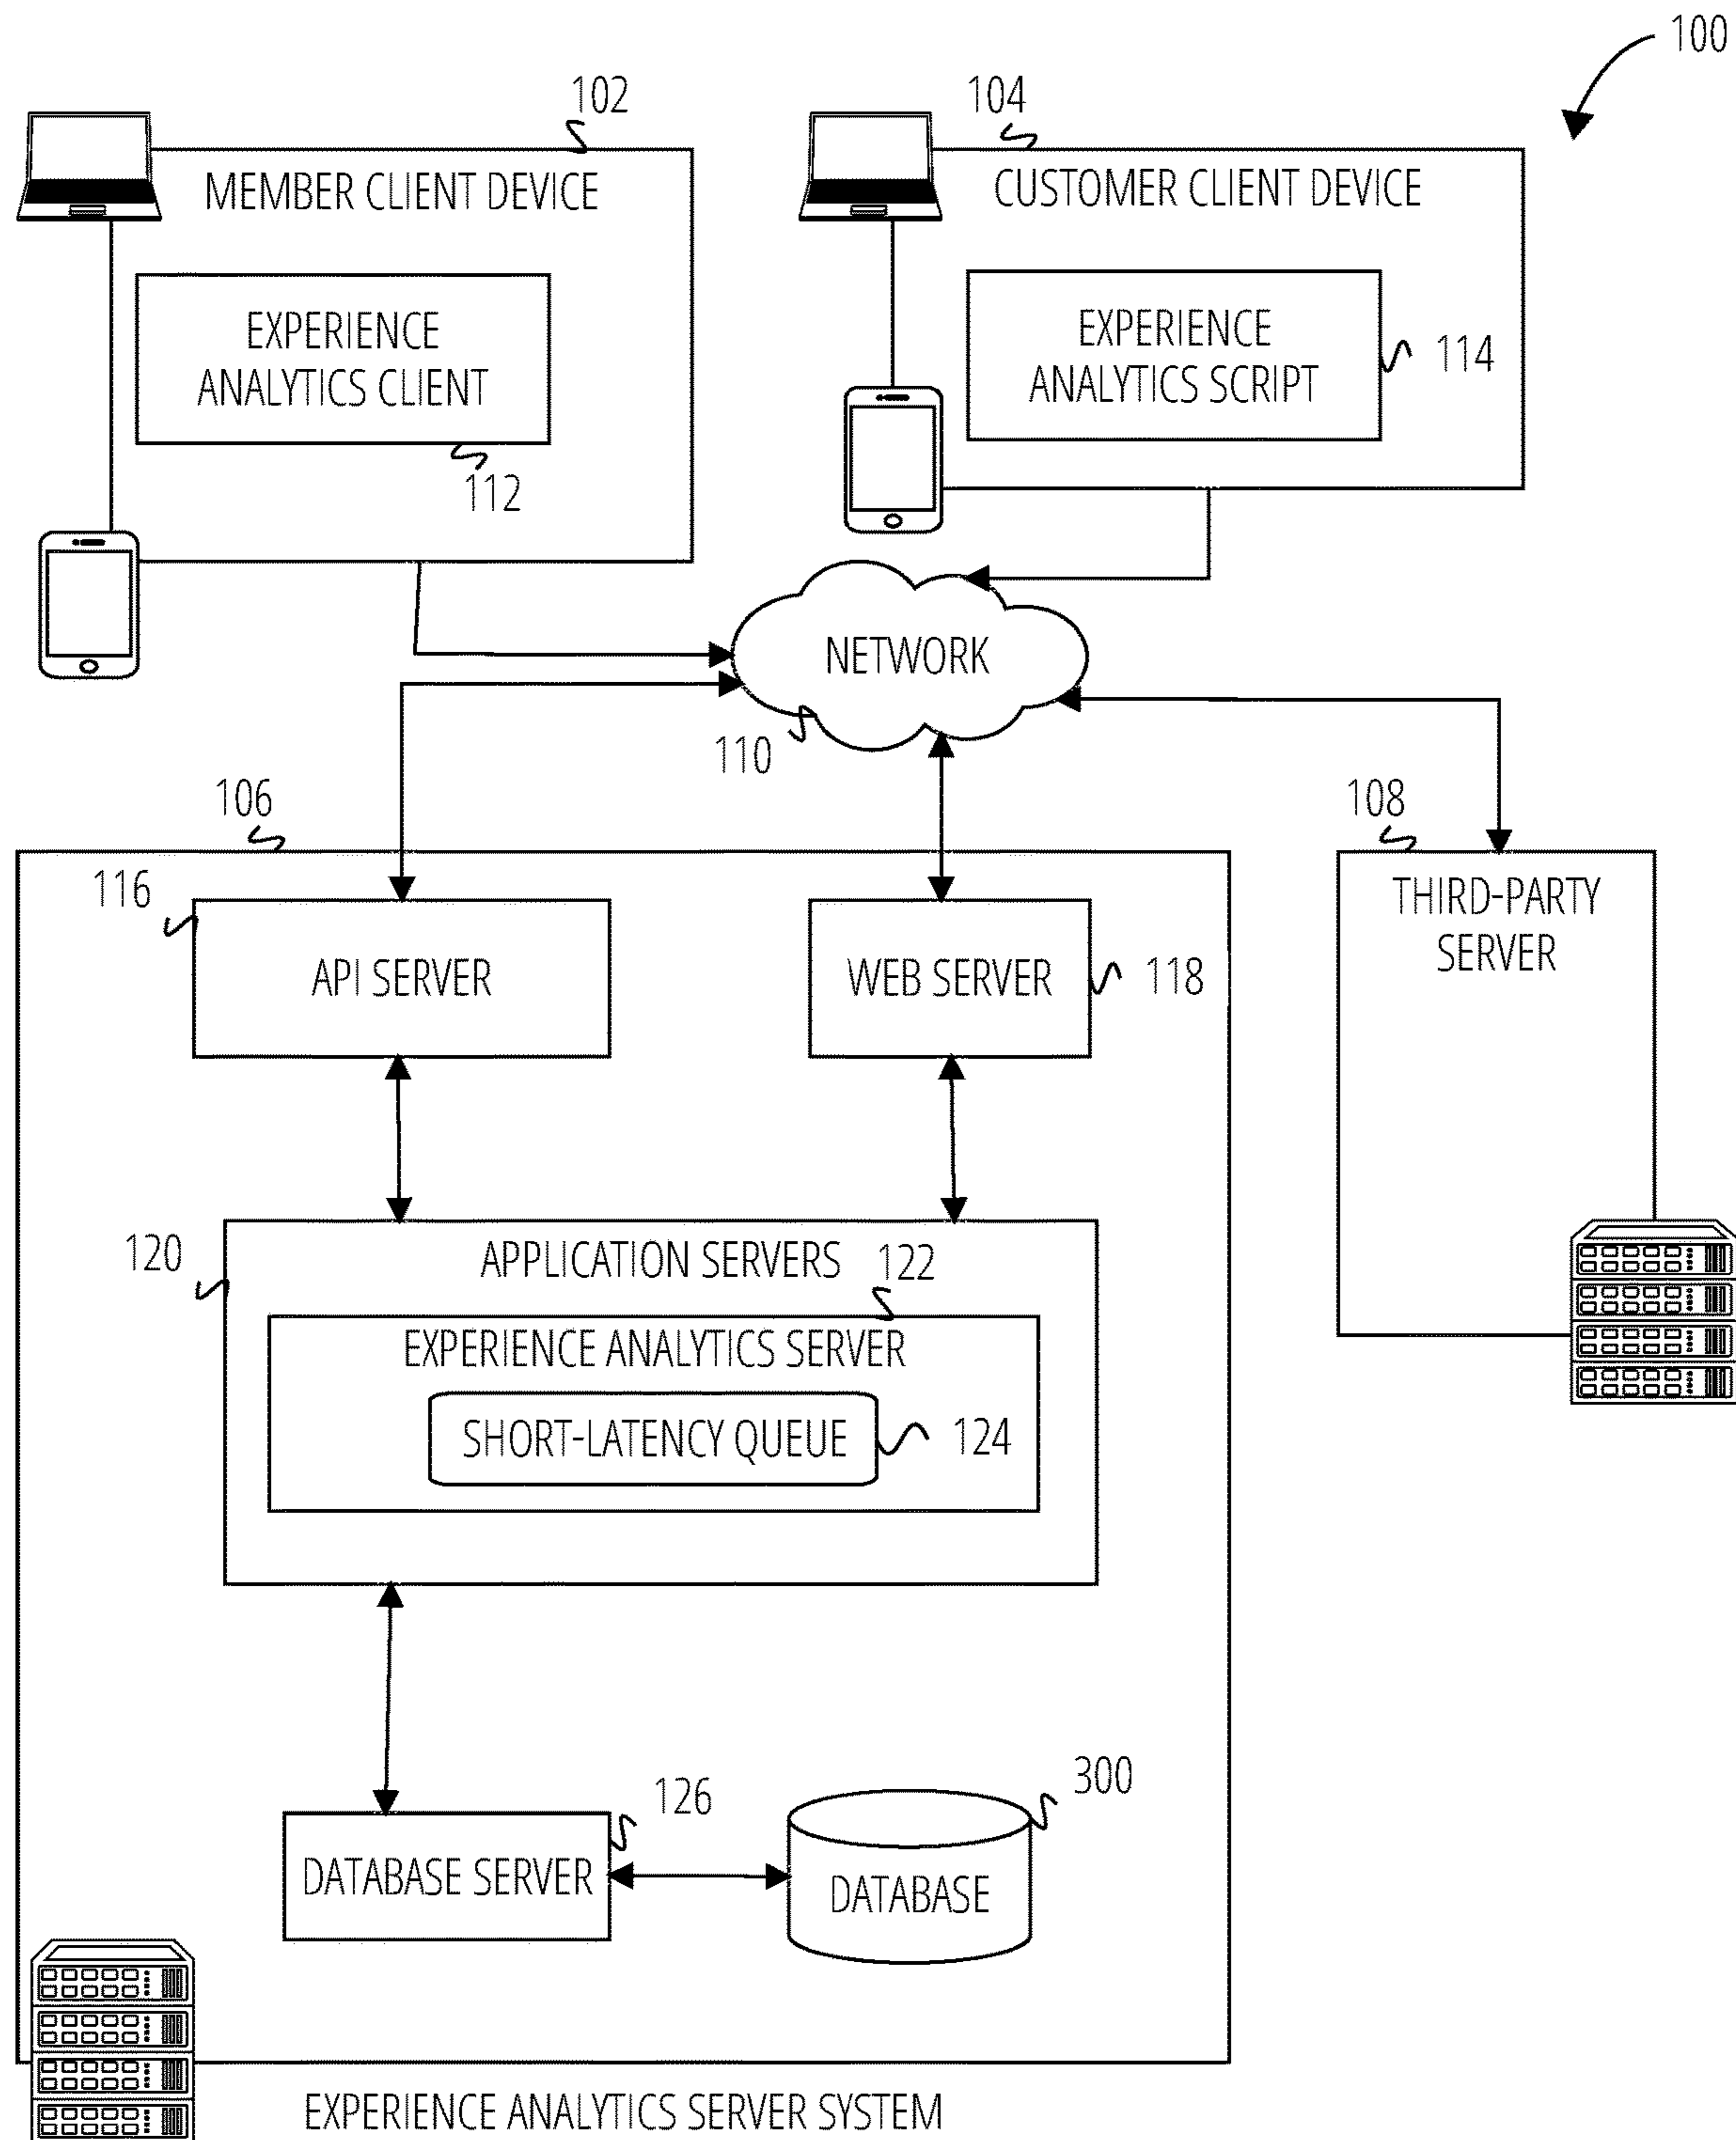 100
102
104
MEMBER CLIENT DEVICE
CUSTOMER CLIENT DEVICE
EXPERIENCE
ANALYTICS CLIENT
112
EXPERIENCE
ANALYTICS SCRIPT
114
NETWORK
110
106
108
116
API SERVER
WEB SERVER
118
THIRD-PARTY
SERVER
120
APPLICATION SERVERS
122
EXPERIENCE ANALYTICS SERVER
SHORT-LATENCY QUEUE
124
126
300
DATABASE SERVER
DATABASE
EXPERIENCE ANALYTICS SERVER SYSTEM